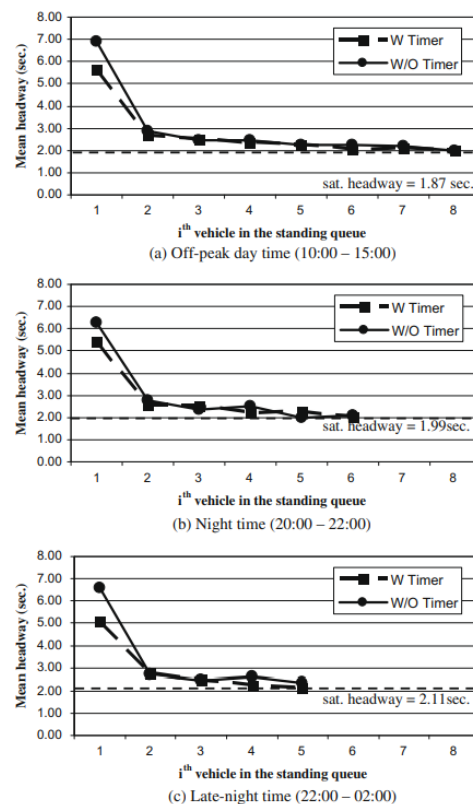 8.00
7.00
6.00
5.00
4.00
3.00
2.00
1.00
0.00
Mean headway (sec.)
W Timer
W/O Timer
sat. headway = 1.87 sec.
1 2 3 4 5 6 7 8
i^th vehicle in the standing queue
(a) Off-peak day time (10:00 – 15:00)
8.00
7.00
6.00
5.00
4.00
3.00
2.00
1.00
0.00
Mean headway (sec.)
W Timer
W/O Timer
sat. headway = 1.99sec.
1 2 3 4 5 6 7 8
i^th vehicle in the standing queue
(b) Night time (20:00 – 22:00)
8.00
7.00
6.00
5.00
4.00
3.00
2.00
1.00
0.00
Mean headway (sec.)
W Timer
W/O Timer
sat. headway = 2.11sec.
1 2 3 4 5 6 7 8
i^th vehicle in the standing queue
(c) Late-night time (22:00 – 02:00)